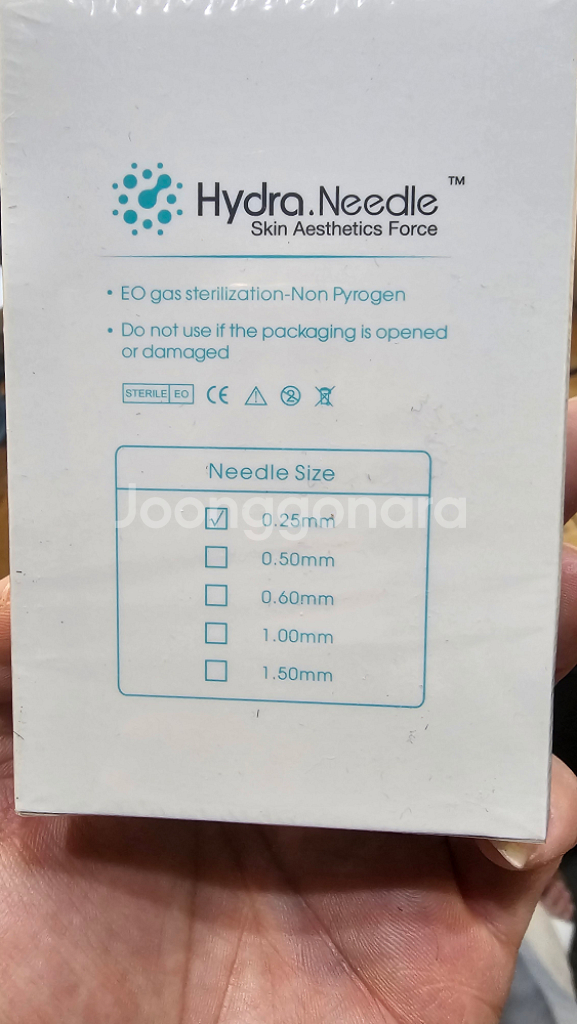 Hydra.Needle™
Skin Aesthetics Force
• EO gas sterilization-Non Pyrogen
• Do not use if the packaging is opened
or damaged
STERILE EO CE
Needle Size
Joonggonara
0.25mm
0.50mm
0.60mm
1.00mm
1.50mm